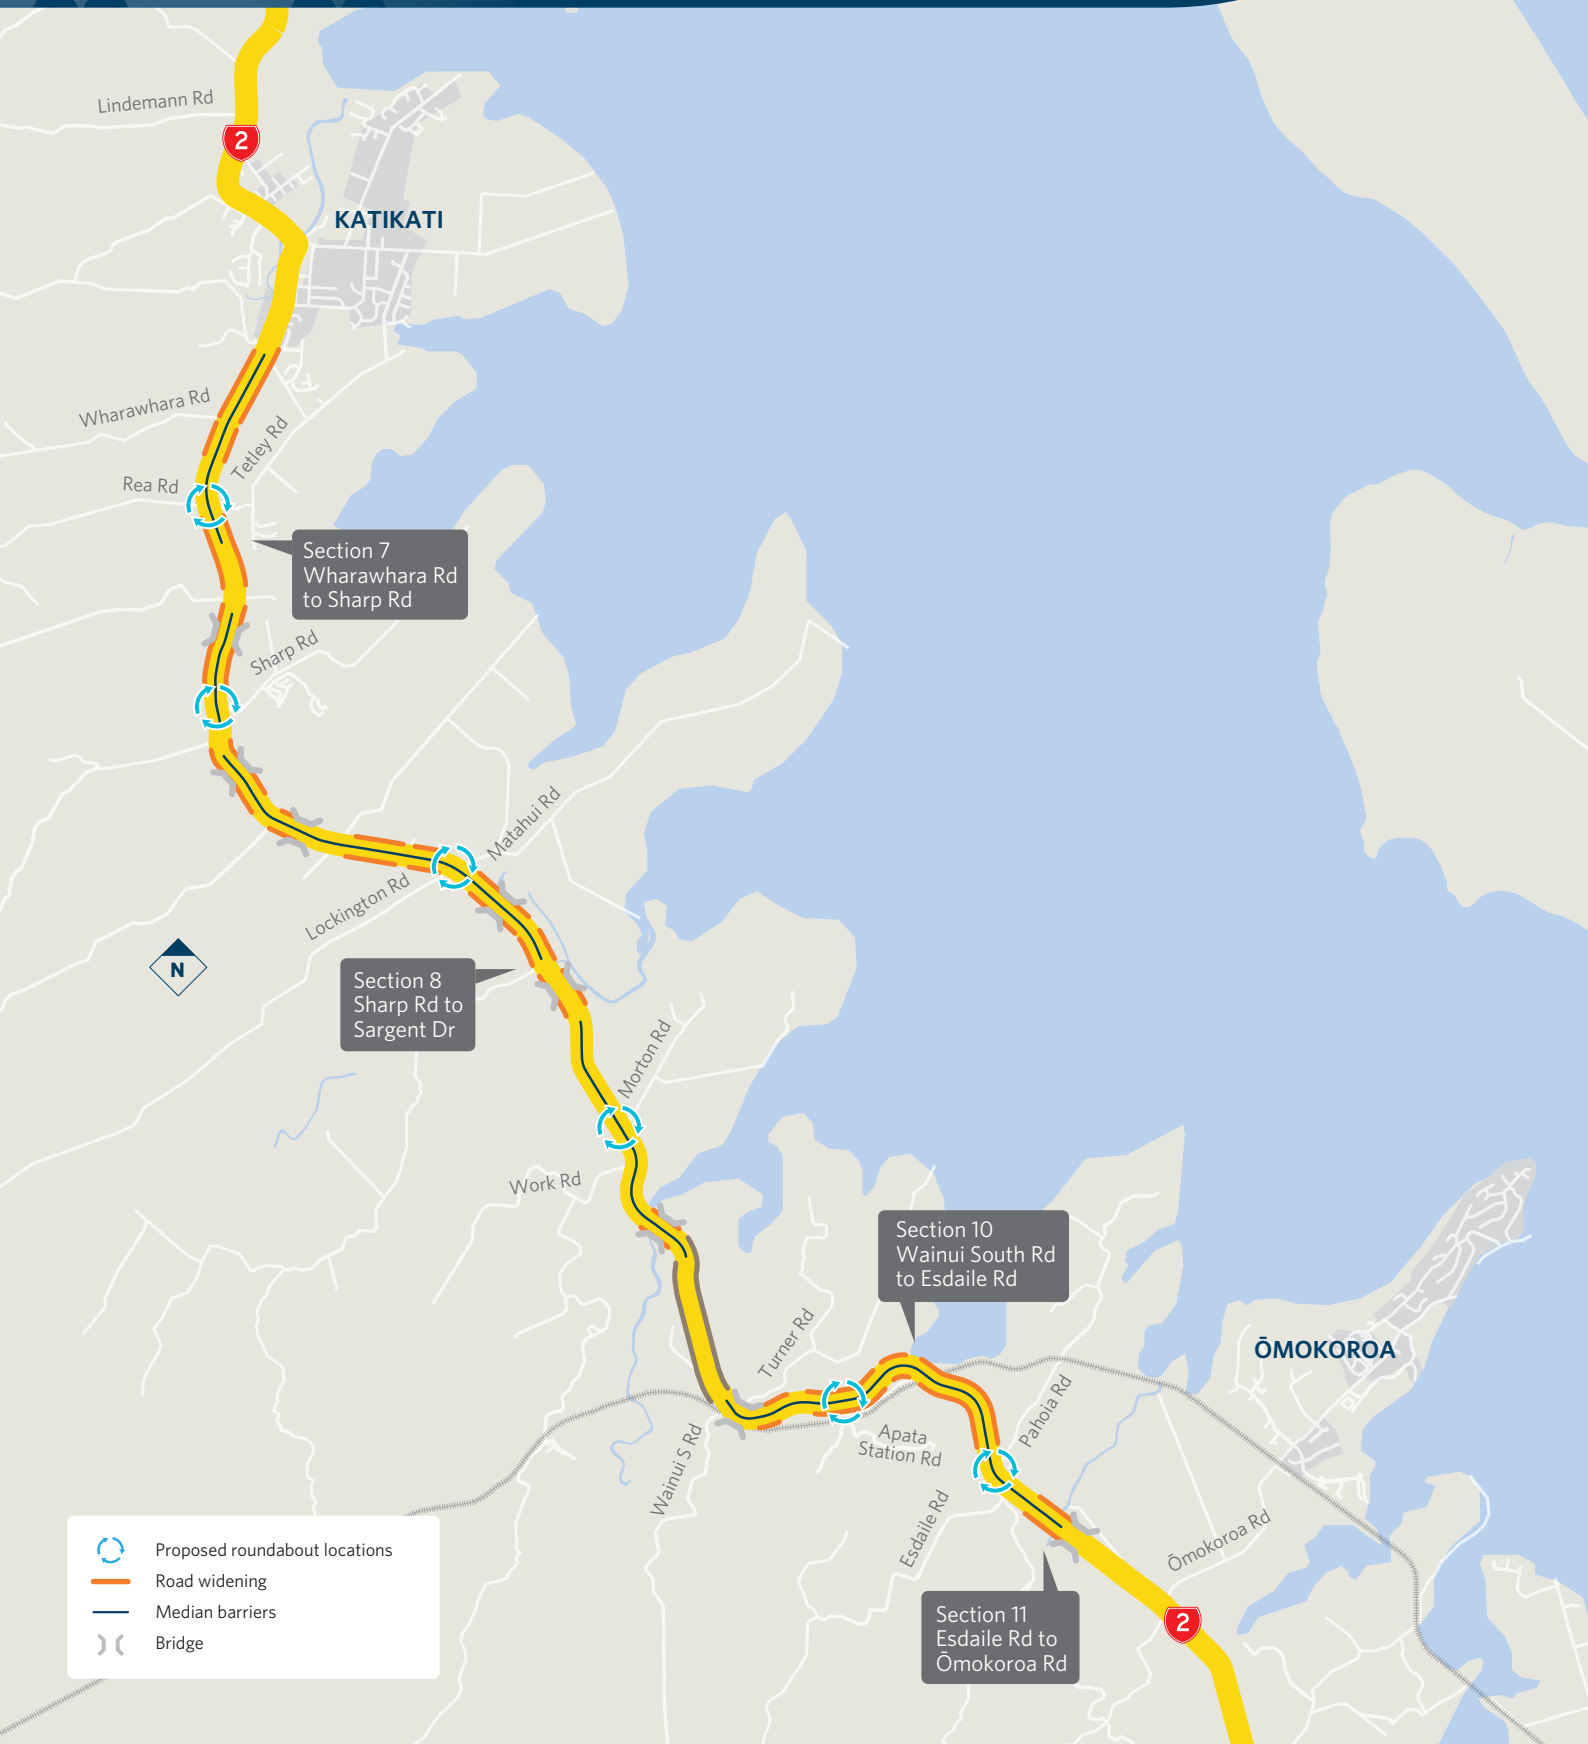 Lindemann Rd
2
KATIKATI
Wharawhara Rd
Tetley Rd
Rea Rd
Section 7
Wharawhara Rd
to Sharp Rd
Sharp Rd
Matahui Rd
Lockington Rd
N
Section 8
Sharp Rd to
Sargent Dr
Morton Rd
Work Rd
Section 10
Wainui South Rd
to Esdaile Rd
Turner Rd
ŌMOKOROA
Pahoia Rd
Apata
Station Rd
Wainui S Rd
Esdaile Rd
Ōmokoroa Rd
2
Section 11
Esdaile Rd to
Ōmokoroa Rd
Proposed roundabout locations
Road widening
Median barriers
Bridge